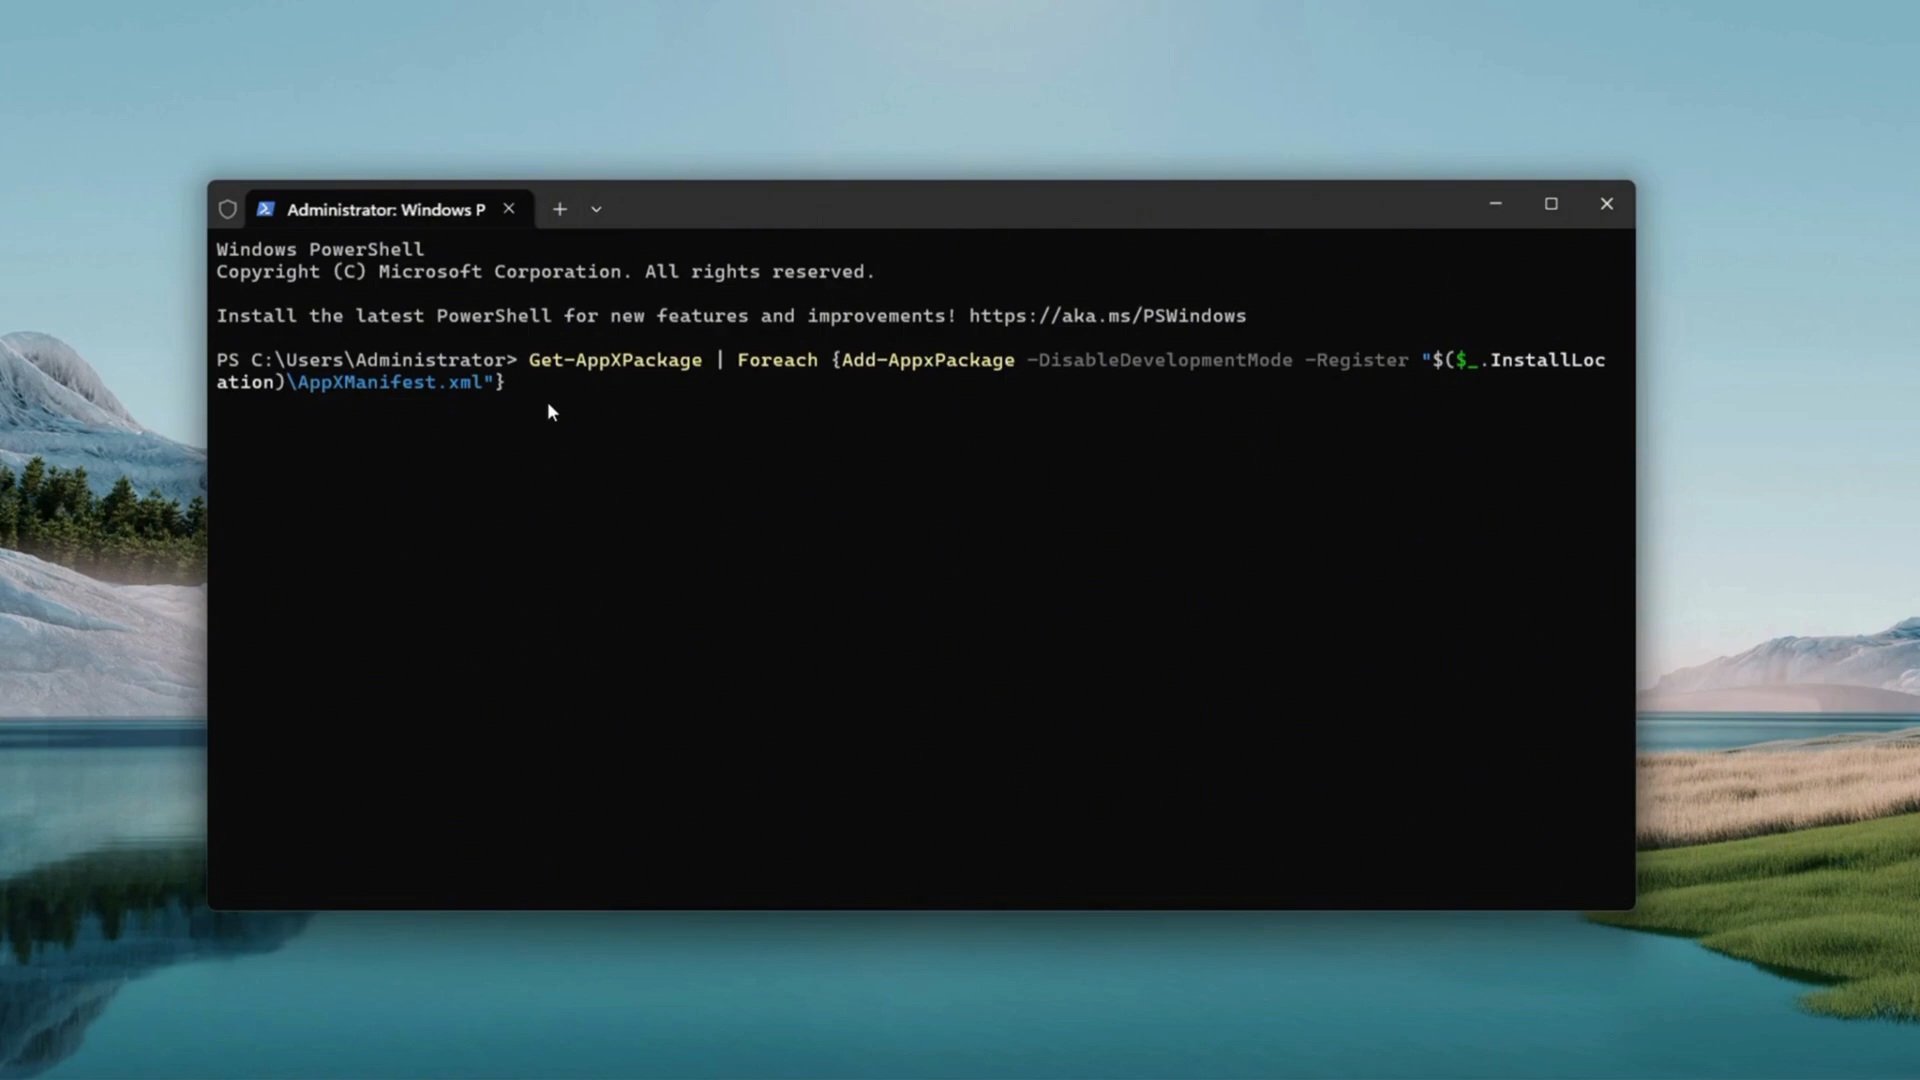 Administrator: Windows P
Windows PowerShell
Copyright (C) Microsoft Corporation. All rights reserved.
Install the latest PowerShell for new features and improvements! https://aka.ms/PSWindows
PS C:\Users\Administrator> Get-AppXPackage | Foreach {Add-AppxPackage -DisableDevelopmentMode -Register "$($_.InstallLoc
ation)\AppXManifest.xml"}